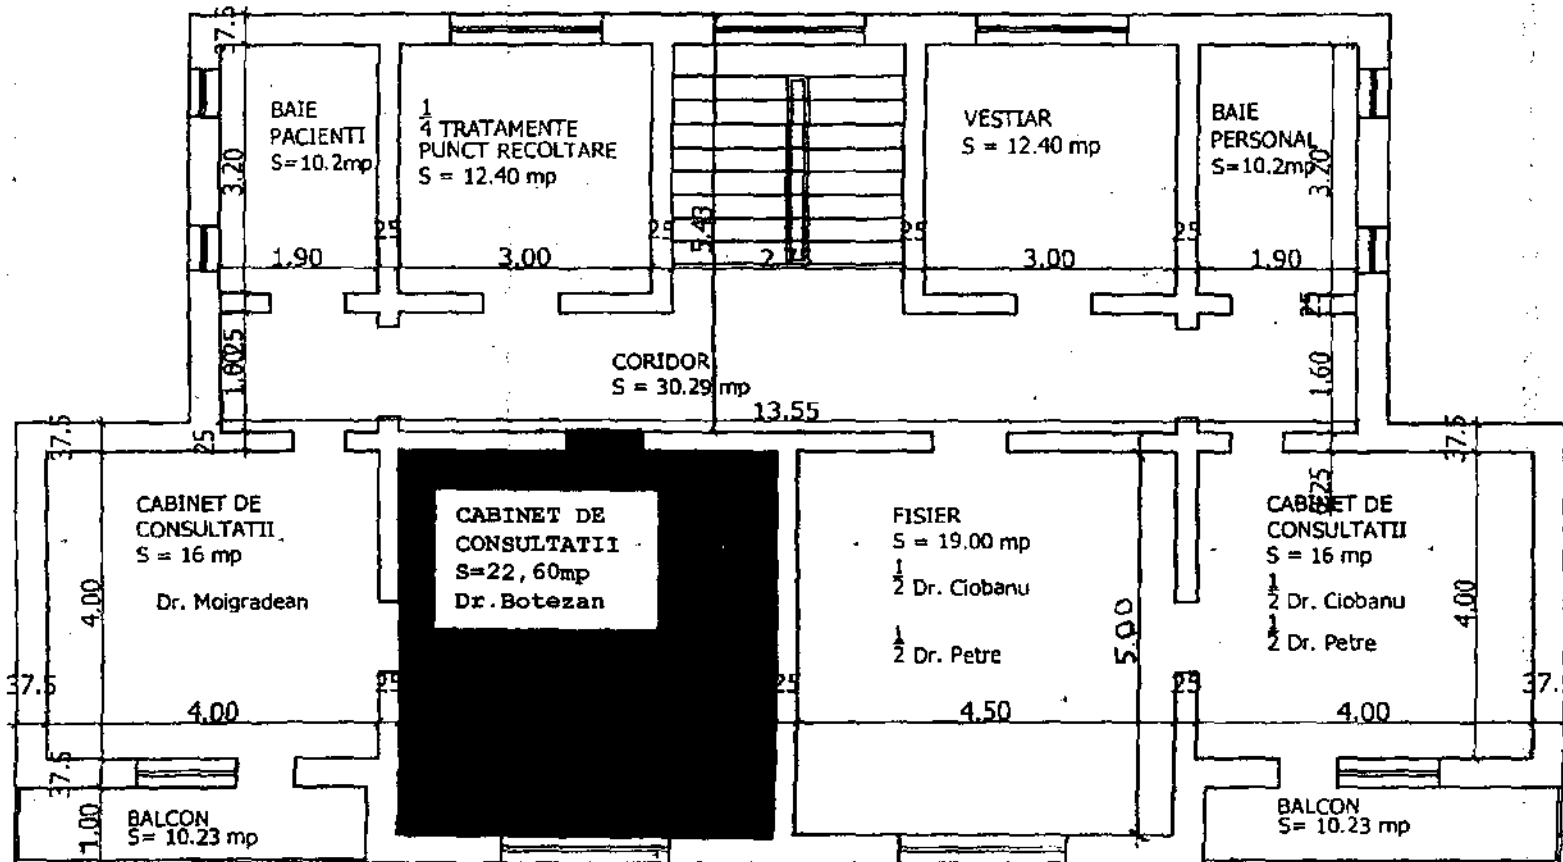 37.5
BAIE
PACIENTI
S=10.2mp
1
4 TRATAMENTE
PUNCT RECOLTARE
S = 12.40 mp
VESTIAR
S = 12.40 mp
BAIE
PERSONAL
S=10.2mp
3.20
3.20
5.43
25
25
25
25
1.90
3.00
2.75
3.00
1.90
25
25
1.00
1.60
CORIDOR
S = 30.29 mp
13.55
37.5
25
37.5
25
CABINET DE
CONSULTATII
S = 16 mp
Dr. Moigradean
4.00
CABINET DE
CONSULTATII
S=22,60mp
Dr.Botezan
FISIER
S = 19.00 mp
1
2 Dr. Ciobanu
1
2 Dr. Petre
5.00
CABINET DE
CONSULTATII
S = 16 mp
1
2 Dr. Ciobanu
1
2 Dr. Petre
4.00
37.5
25
25
25
37.
4.00
4.50
4.00
37.5
1.00
BALCON
S= 10.23 mp
BALCON
S= 10.23 mp